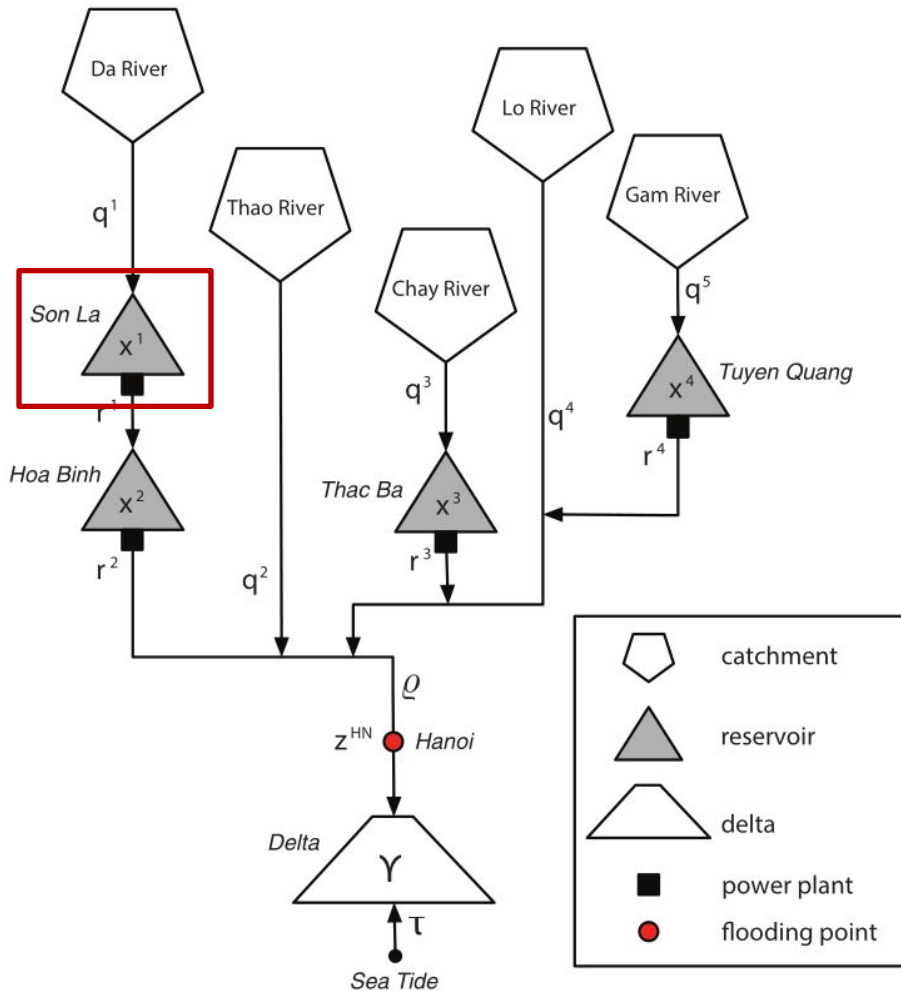 Da River
Lo River
Thao River
Gam River
q¹
Chay River
q⁵
Son La
x¹
Tuyen Quang
x⁴
r¹
q³
q⁴
r⁴
Hoa Binh
x²
Thac Ba
x³
r²
q²
r³
ϱ
z^HN
Hanoi
Delta
γ
τ
Sea Tide
catchment
reservoir
delta
power plant
flooding point